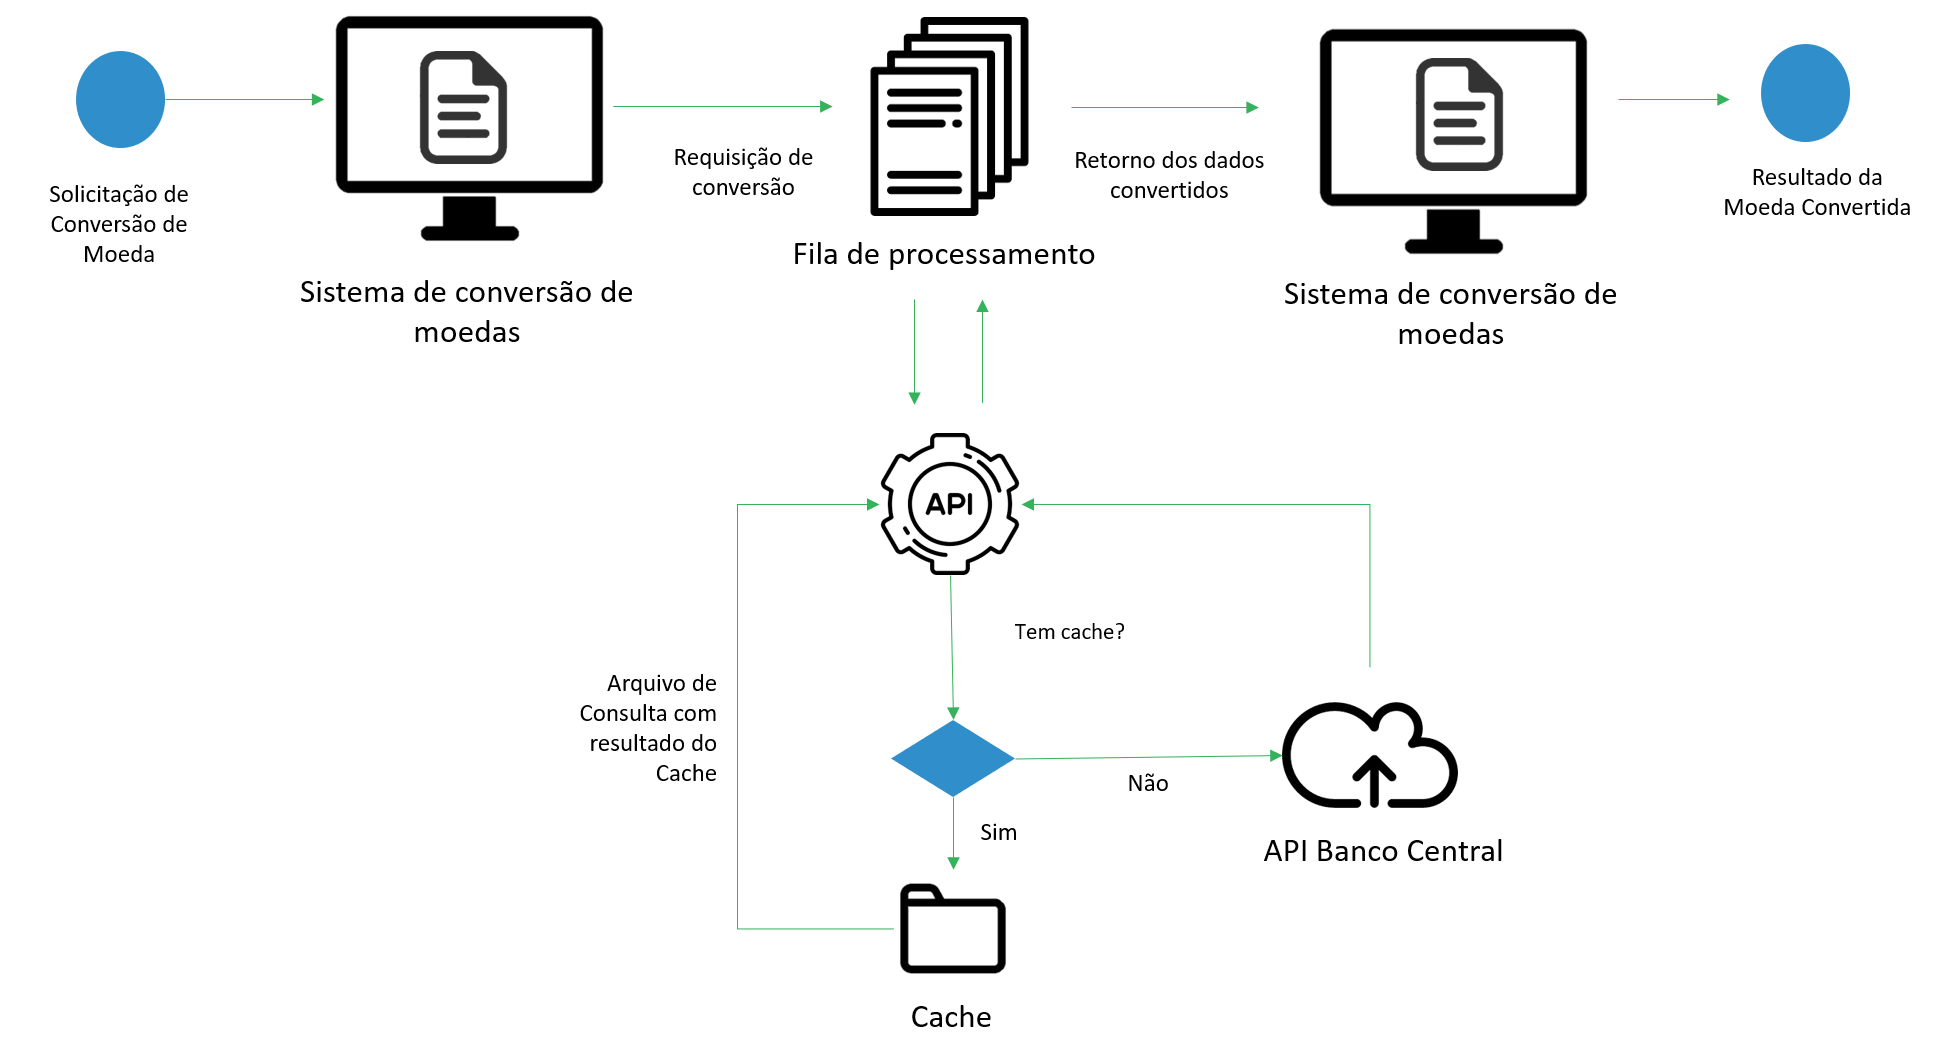 Solicitação de
Conversão de
Moeda
Sistema de conversão de
moedas
Requisição de
conversão
Fila de processamento
Retorno dos dados
convertidos
Sistema de conversão de
moedas
Resultado da
Moeda Convertida
API
Tem cache?
Arquivo de
Consulta com
resultado do
Cache
Não
Sim
API Banco Central
Cache